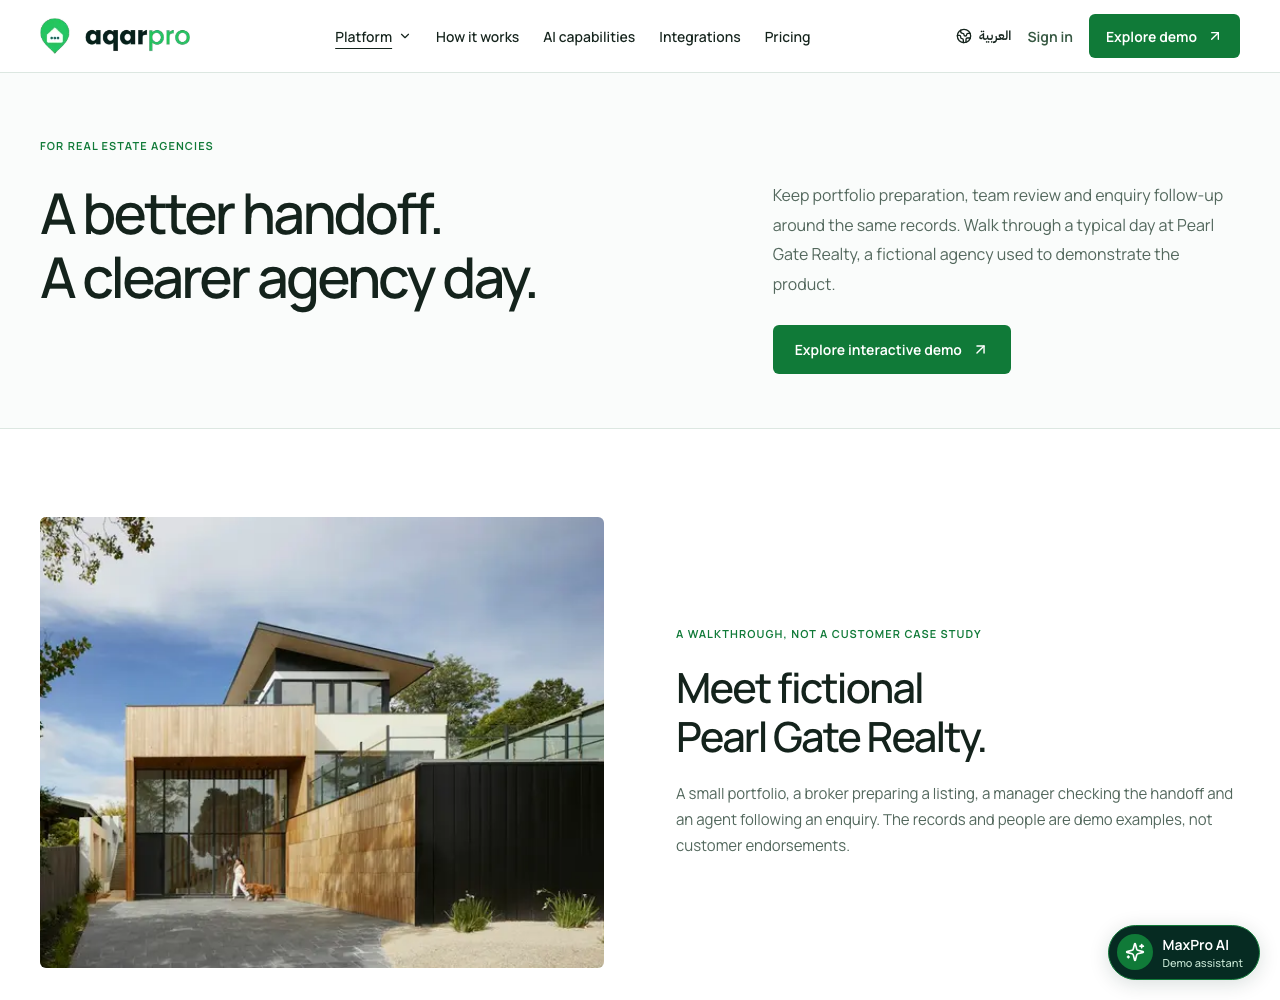 aqarpro
Platform
How it works
AI capabilities
Integrations
Pricing
العربية
Sign in
Explore demo
FOR REAL ESTATE AGENCIES
A better handoff.
A clearer agency day.
Keep portfolio preparation, team review and enquiry follow-up
around the same records. Walk through a typical day at Pearl
Gate Realty, a fictional agency used to demonstrate the
product.
Explore interactive demo
A WALKTHROUGH, NOT A CUSTOMER CASE STUDY
Meet fictional
Pearl Gate Realty.
A small portfolio, a broker preparing a listing, a manager checking the handoff and
an agent following an enquiry. The records and people are demo examples, not
customer endorsements.
MaxPro AI
Demo assistant